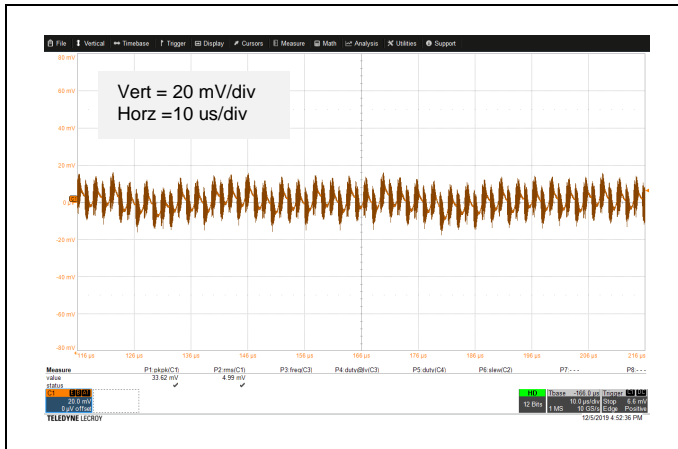 File Vertical Timebase Trigger Display Cursors Measure Math Analysis Utilities Support
80 mV
Vert = 20 mV/div
Horz =10 us/div
60 mV
40 mV
20 mV
-20 mV
-40 mV
-60 mV
-80 mV
116 µs 126 µs 136 µs 146 µs 156 µs 166 µs 176 µs 186 µs 196 µs 206 µs 216 µs
Measure P1:pkpk(C1) P2:rms(C1) P3:freq(C3) P4:duty@lv(C3) P5:duty(C4) P6:slew(C2) P7:--- P8:---
value 33.62 mV 4.99 mV
status
C1
20.0 mV
0 µV offset
HD
12 Bits
Tbase -166.0 µs
10.0 µs/div
1 MS 10 GS/s
Trigger C1 DC
Stop 6.6 mV
Edge Positive
TELEDYNE LECROY
12/5/2019 4:52:36 PM